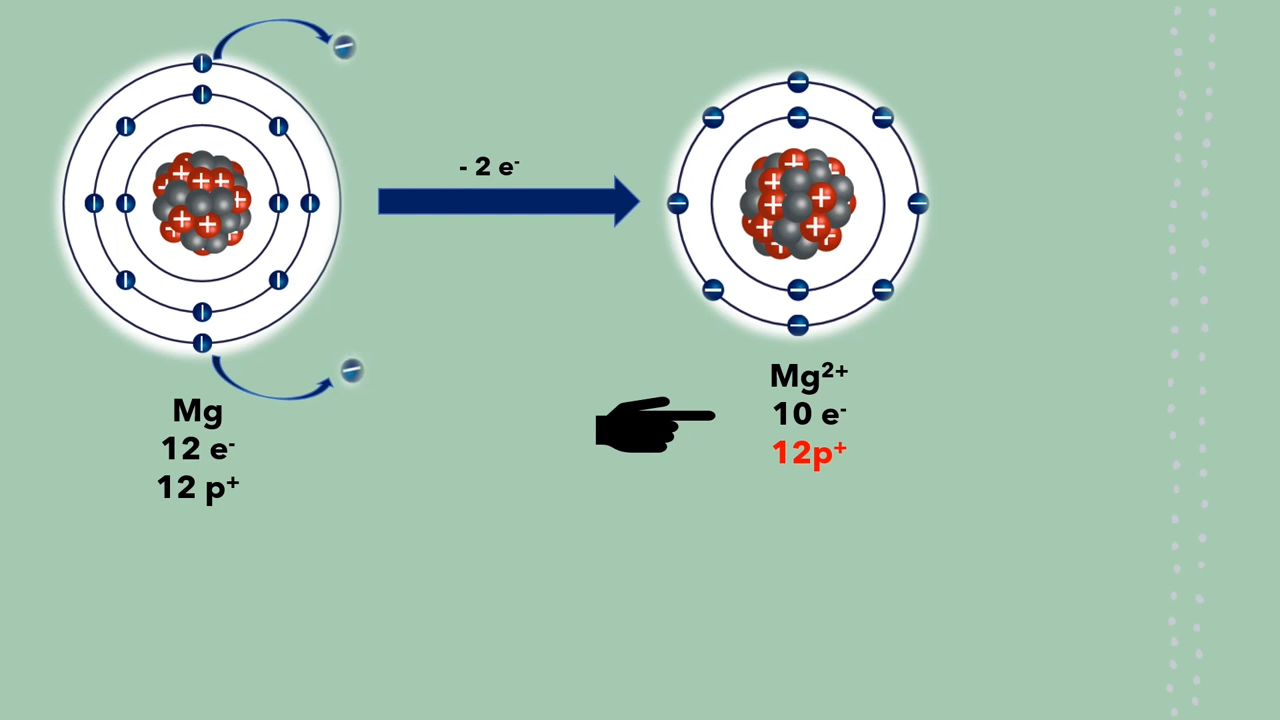 - 2 e⁻
Mg
12 e⁻
12 p⁺
Mg²⁺
10 e⁻
12p⁺